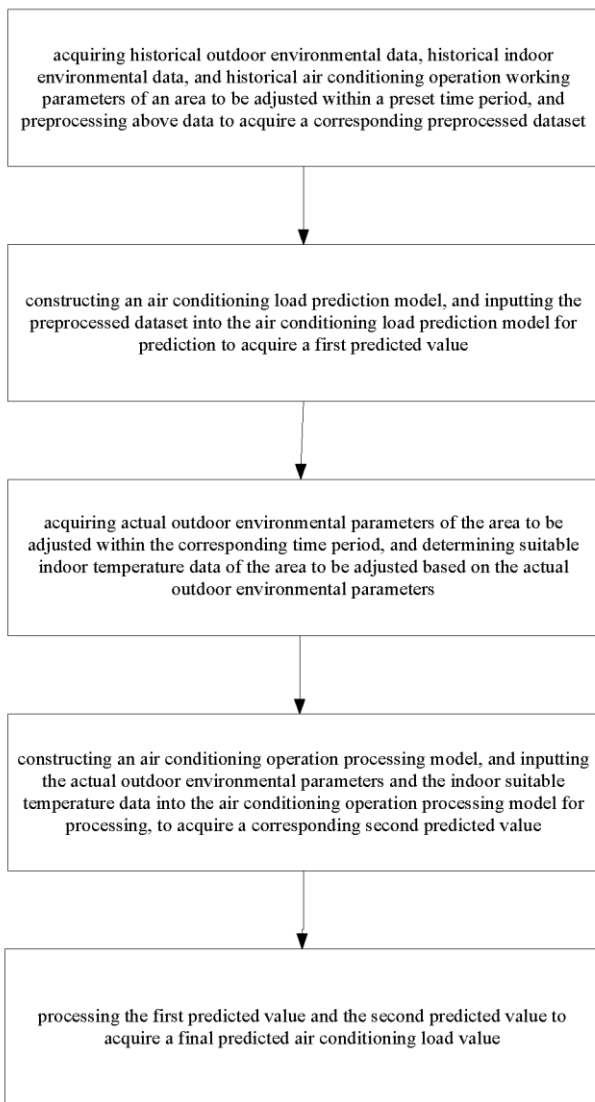 acquiring historical outdoor environmental data, historical indoor
environmental data, and historical air conditioning operation working
parameters of an area to be adjusted within a preset time period, and
preprocessing above data to acquire a corresponding preprocessed dataset
constructing an air conditioning load prediction model, and inputting the
preprocessed dataset into the air conditioning load prediction model for
prediction to acquire a first predicted value
acquiring actual outdoor environmental parameters of the area to be
adjusted within the corresponding time period, and determining suitable
indoor temperature data of the area to be adjusted based on the actual
outdoor environmental parameters
constructing an air conditioning operation processing model, and inputting
the actual outdoor environmental parameters and the indoor suitable
temperature data into the air conditioning operation processing model for
processing, to acquire a corresponding second predicted value
processing the first predicted value and the second predicted value to
acquire a final predicted air conditioning load value